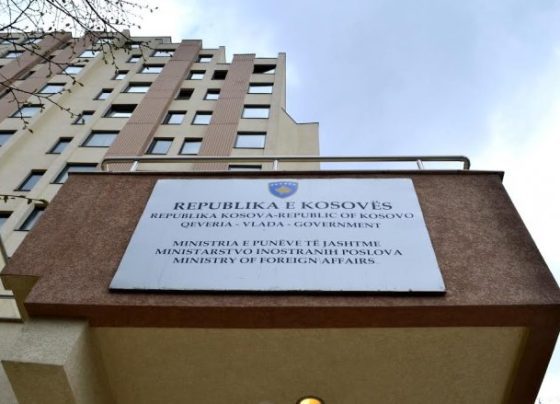 REPUBLIKA E KOSOVËS
REPUBLIKA KOSOVA-REPUBLIC OF KOSOVO
QEVERIA - VLADA - GOVERNMENT
MINISTRIA E PUNËVE TË JASHTME
MINISTARSTVO INOSTRANIH POSLOVA
MINISTRY OF FOREIGN AFFAIRS